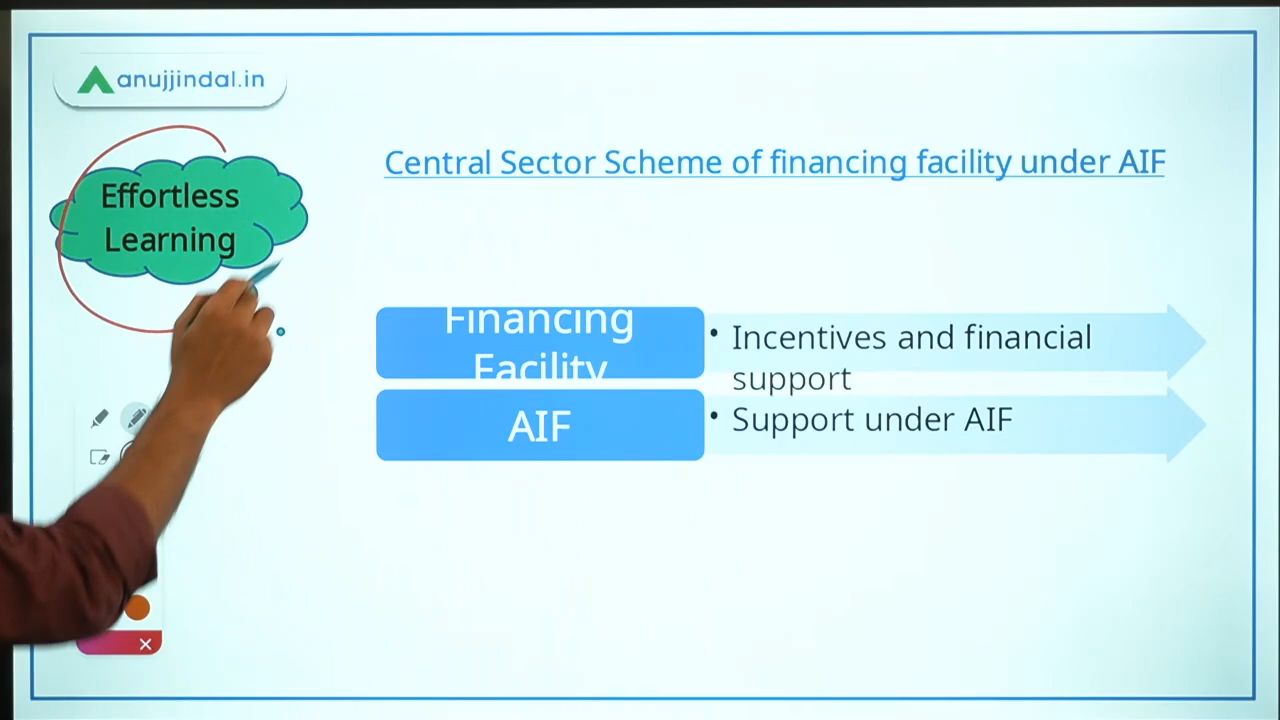 anujjindal.in
Effortless
Learning
Central Sector Scheme of financing facility under AIF
Financing
Facility
• Incentives and financial
support
AIF
• Support under AIF